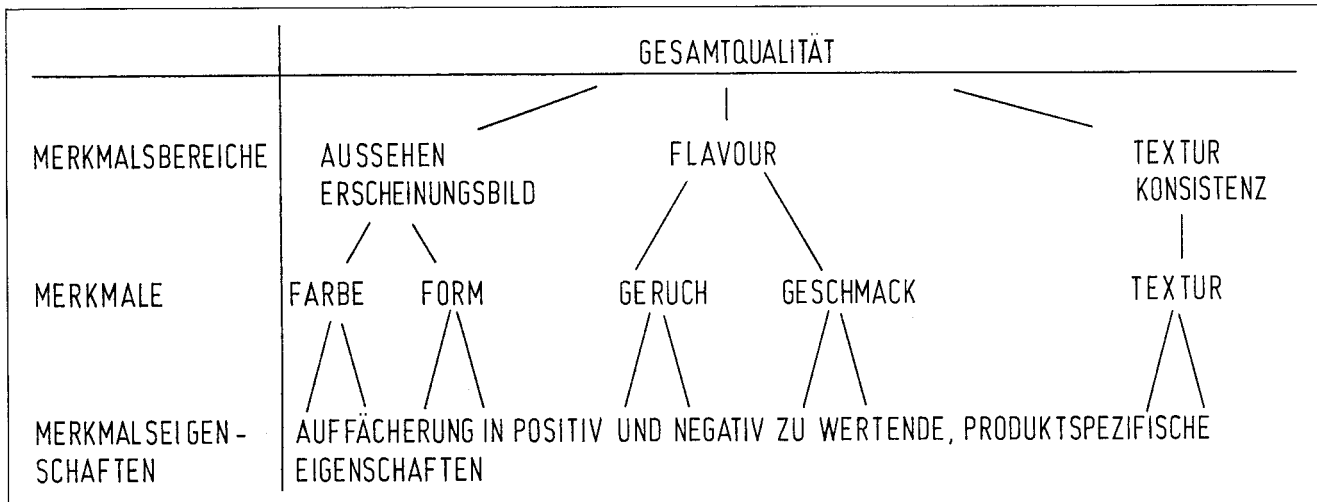 GESAMTQUALITÄT
MERKMALSBEREICHE AUSSEHEN FLAVOUR TEXTUR
ERSCHEINUNGSBILD KONSISTENZ
MERKMALE FARBE FORM GERUCH GESCHMACK TEXTUR
MERKMALSEIGEN- AUFFÄCHERUNG IN POSITIV UND NEGATIV ZU WERTENDE, PRODUKTSPEZIFISCHE
SCHAFTEN EIGENSCHAFTEN